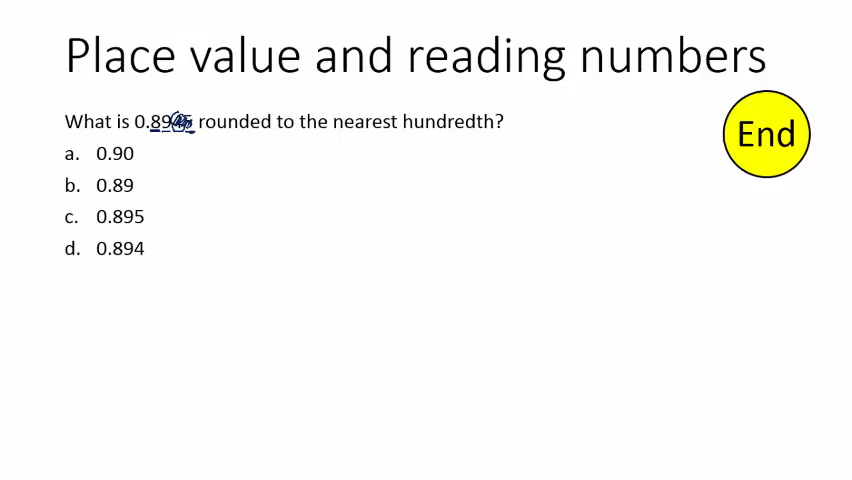 Place value and reading numbers
What is 0.8945 rounded to the nearest hundredth?
End
a. 0.90
b. 0.89
c. 0.895
d. 0.894